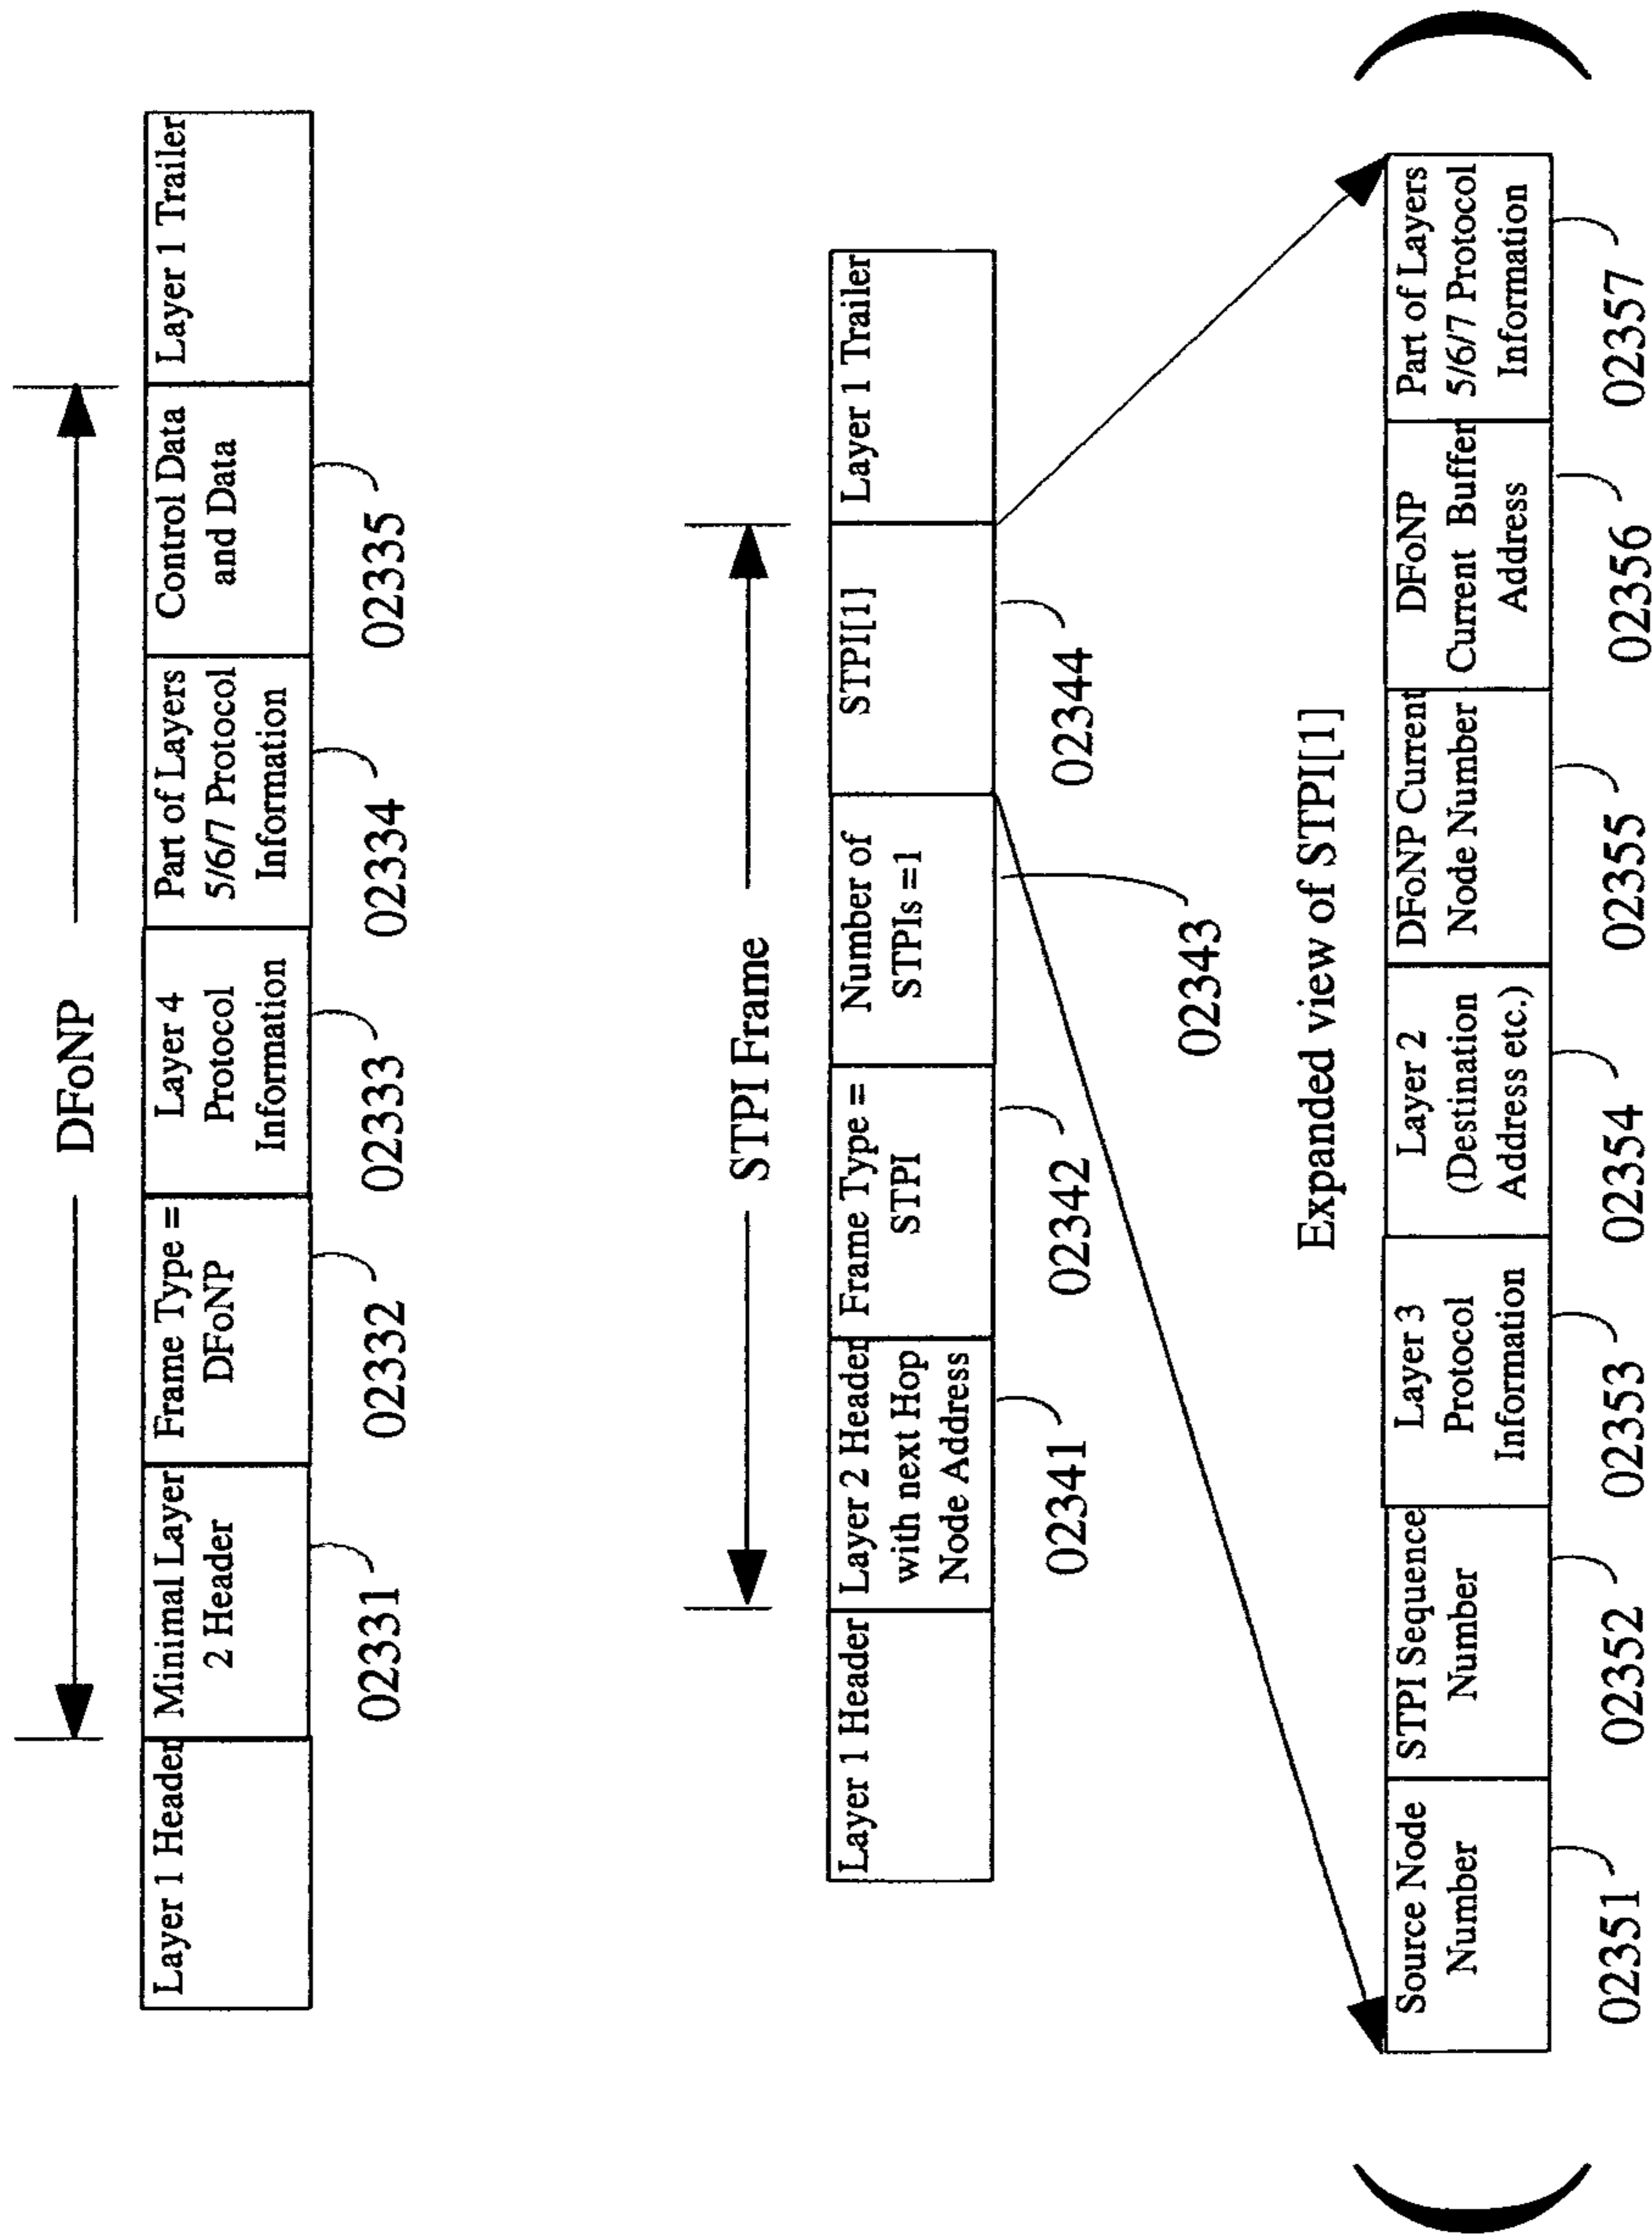 DFoNP
Layer 1 Header
Minimal Layer
2 Header
Frame Type =
DFoNP
Layer 4
Protocol
Information
Part of Layers
5/6/7 Protocol
Information
Control Data
and Data
Layer 1 Trailer
02331
02332
02333
02334
02335
STPI Frame
Layer 1 Header
Layer 2 Header
with next Hop
Node Address
Frame Type =
STPI
Number of
STPIs =1
STPI[1]
Layer 1 Trailer
02341
02342
02343
02344
Expanded view of STPI[1]
Source Node
Number
STPI Sequence
Number
Layer 3
Protocol
Information
Layer 2
(Destination
Address etc.)
DFoNP Current
Node Number
DFoNP
Current Buffer
Address
Part of Layers
5/6/7 Protocol
Information
02351
02352
02353
02354
02355
02356
02357